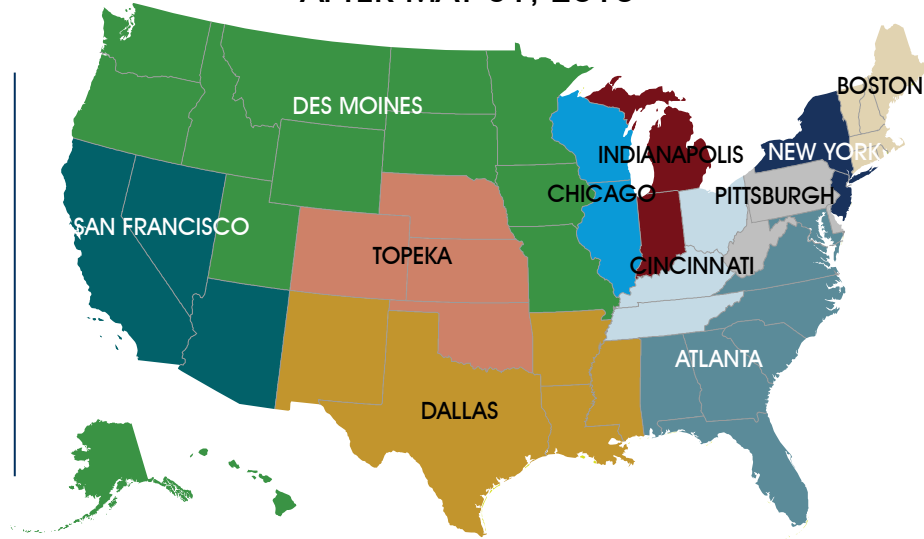 DES MOINES
BOSTON
INDIANAPOLIS
NEW YORK
CHICAGO
PITTSBURGH
SAN FRANCISCO
TOPEKA
CINCINNATI
ATLANTA
DALLAS